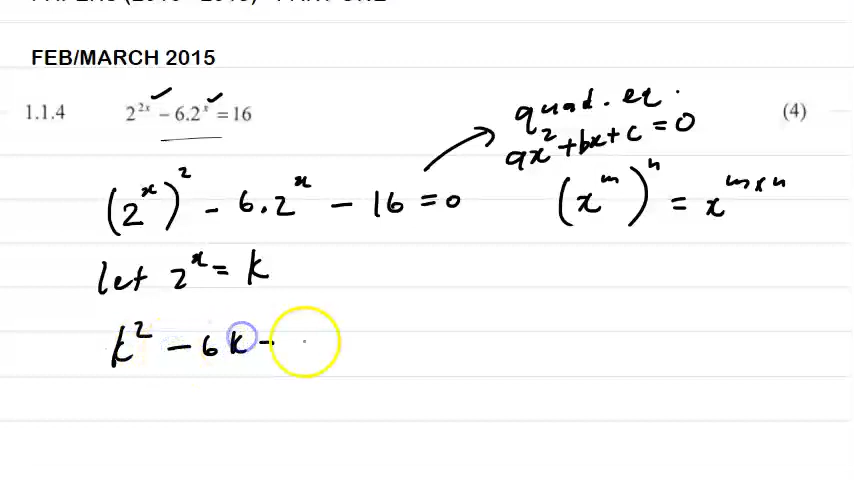 FEB/MARCH 2015
1.1.4 2^{2x} − 6.2^x = 16 (4)
quad. eq.
ax² + bx + c = 0
(2^x)² − 6.2^x − 16 = 0
(x^m)^n = x^{m×n}
let 2^x = k
k² − 6k −